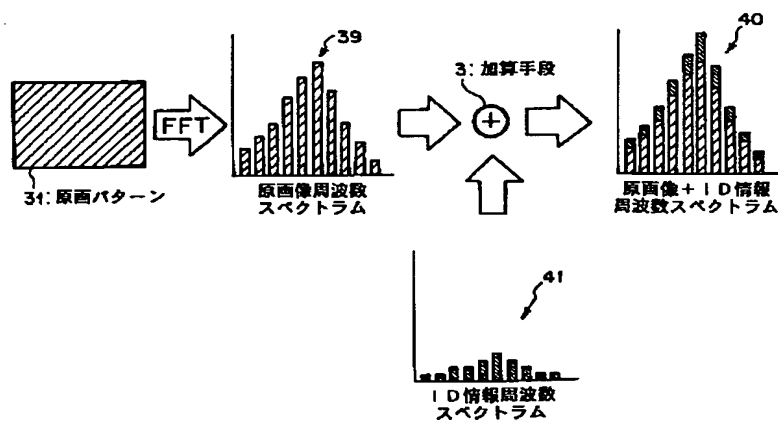 39
40
3:加算手段
FFT
31:原画パターン
原画像周波数
スペクトラム
原画像+ID情報
周波数スペクトラム
41
ID情報周波数
スペクトラム